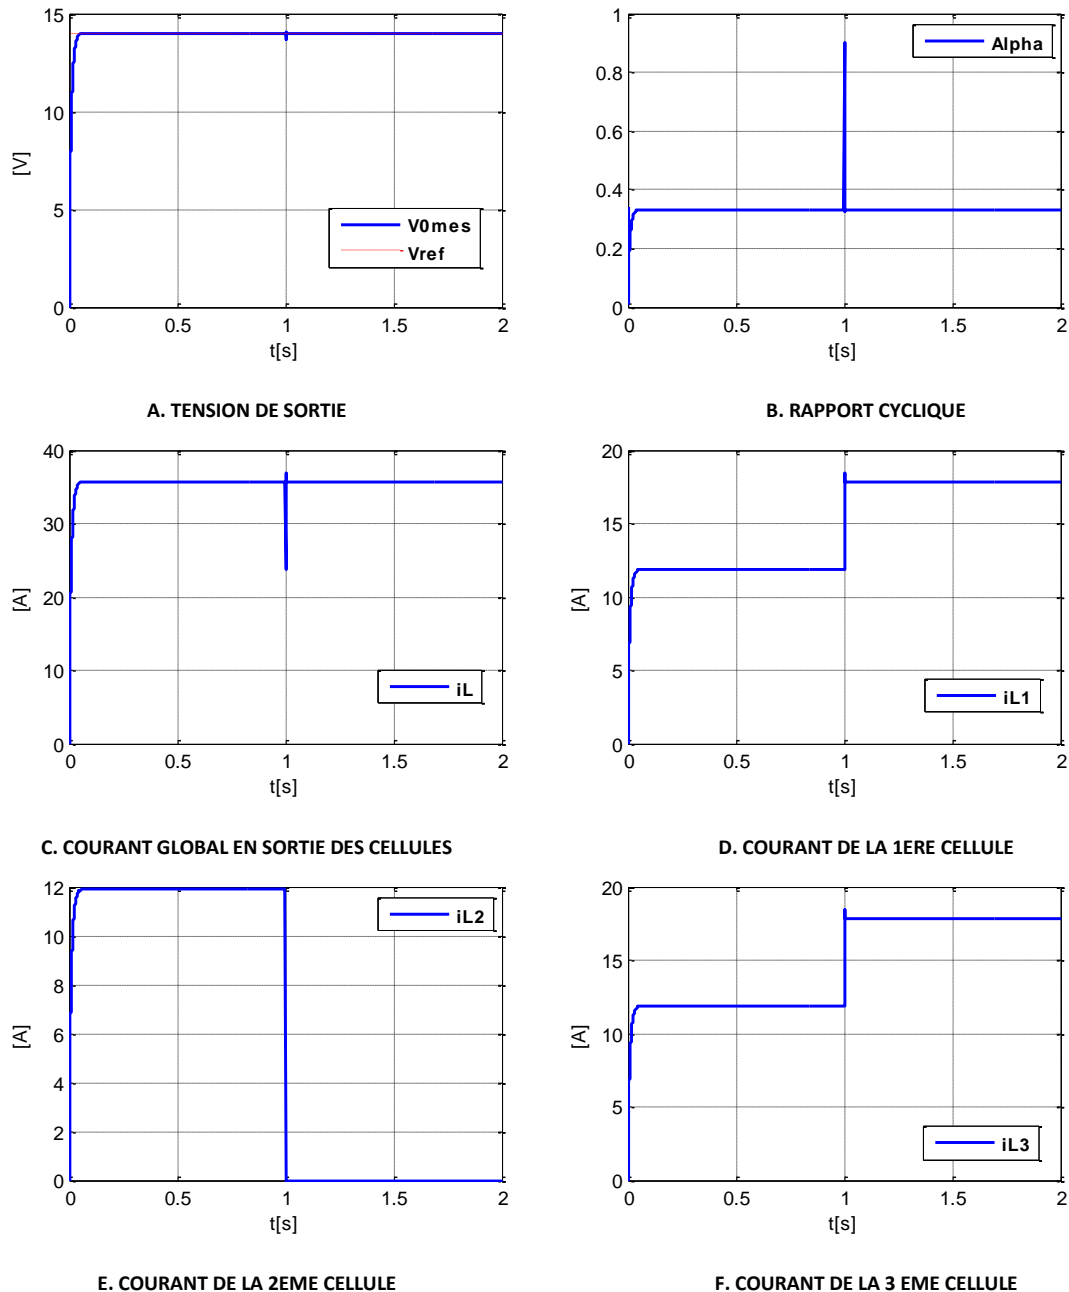 15
10
5
0
[V]
V0mes
Vref
0 0.5 1 1.5 2
t[s]
A. TENSION DE SORTIE
1
0.8
0.6
0.4
0.2
0
Alpha
0 0.5 1 1.5 2
t[s]
B. RAPPORT CYCLIQUE
40
30
20
10
0
[A]
iL
0 0.5 1 1.5 2
t[s]
C. COURANT GLOBAL EN SORTIE DES CELLULES
20
15
10
5
0
[A]
iL1
0 0.5 1 1.5 2
t[s]
D. COURANT DE LA 1ERE CELLULE
12
10
8
6
4
2
0
[A]
iL2
0 0.5 1 1.5 2
t[s]
E. COURANT DE LA 2EME CELLULE
20
15
10
5
0
[A]
iL3
0 0.5 1 1.5 2
t[s]
F. COURANT DE LA 3 EME CELLULE